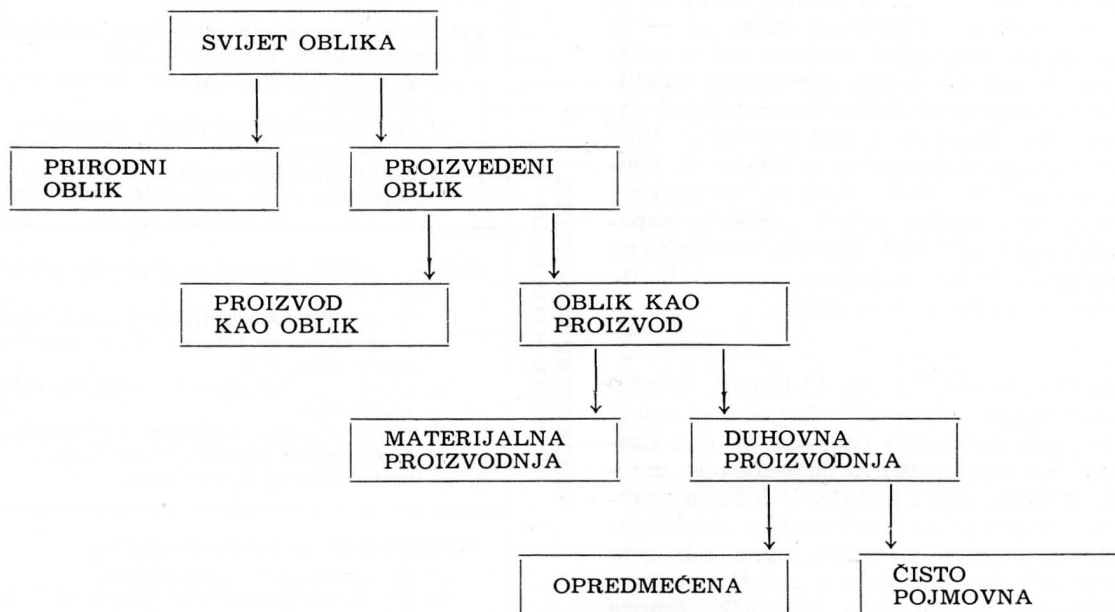 SVIJET OBLIKA
PRIRODNI
OBLIK
PROIZVEDENI
OBLIK
PROIZVOD
KAO OBLIK
OBLIK KAO
PROIZVOD
MATERIJALNA
PROIZVODNJA
DUHOVNA
PROIZVODNJA
OPREDMEĆENA
ČISTO
POJMOVNA